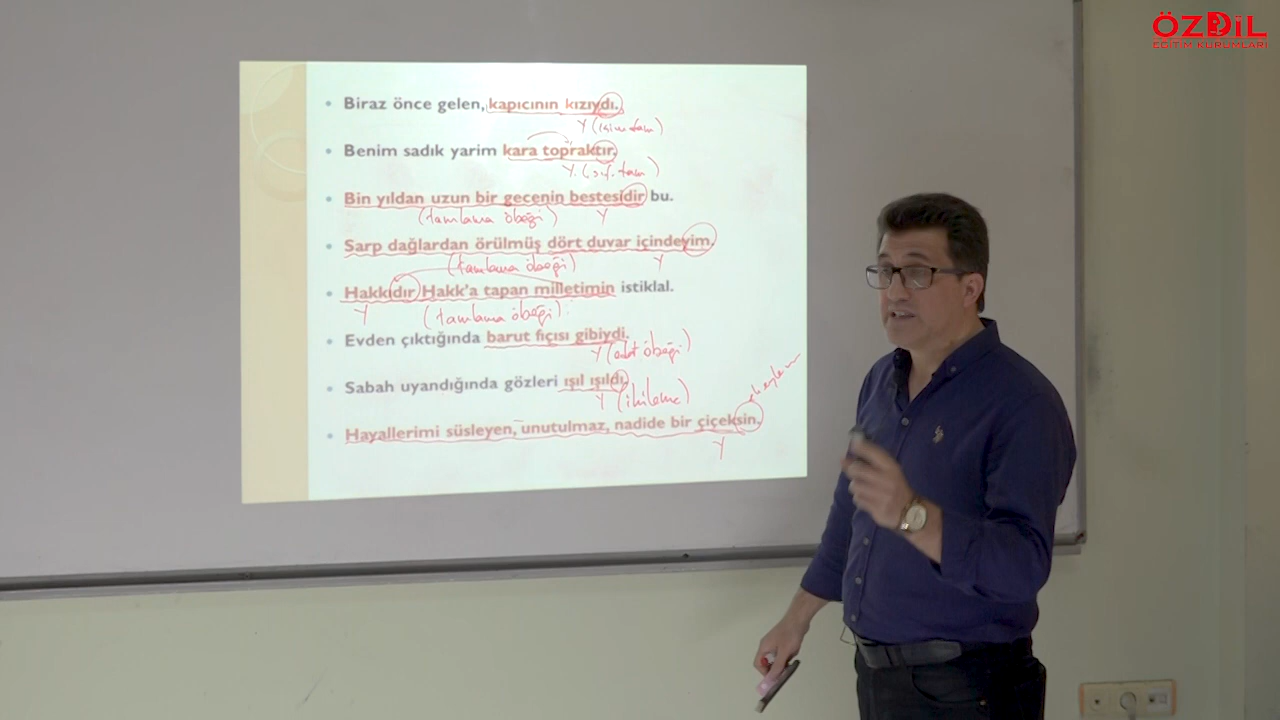 ÖZDİL
EĞİTİM KURUMLARI
• Biraz önce gelen, kapıcının kızıydı.
Y (isim tam)
• Benim sadık yarim kara topraktır.
Y. (sıf. tam)
• Bin yıldan uzun bir gecenin bestesidir bu.
(tamlama öbeği) Y
• Sarp dağlardan örülmüş dört duvar içindeyim.
(tamlama öbeği) Y
• Hakkıdır Hakk'a tapan milletimin istiklal.
Y (tamlama öbeği)
• Evden çıktığında barut fıçısı gibiydi.
Y (edat öbeği)
• Sabah uyandığında gözleri ışıl ışıldı.
Y (ikileme)
ekeylem
• Hayallerimi süsleyen, unutulmaz, nadide bir çiçeksin.
Y